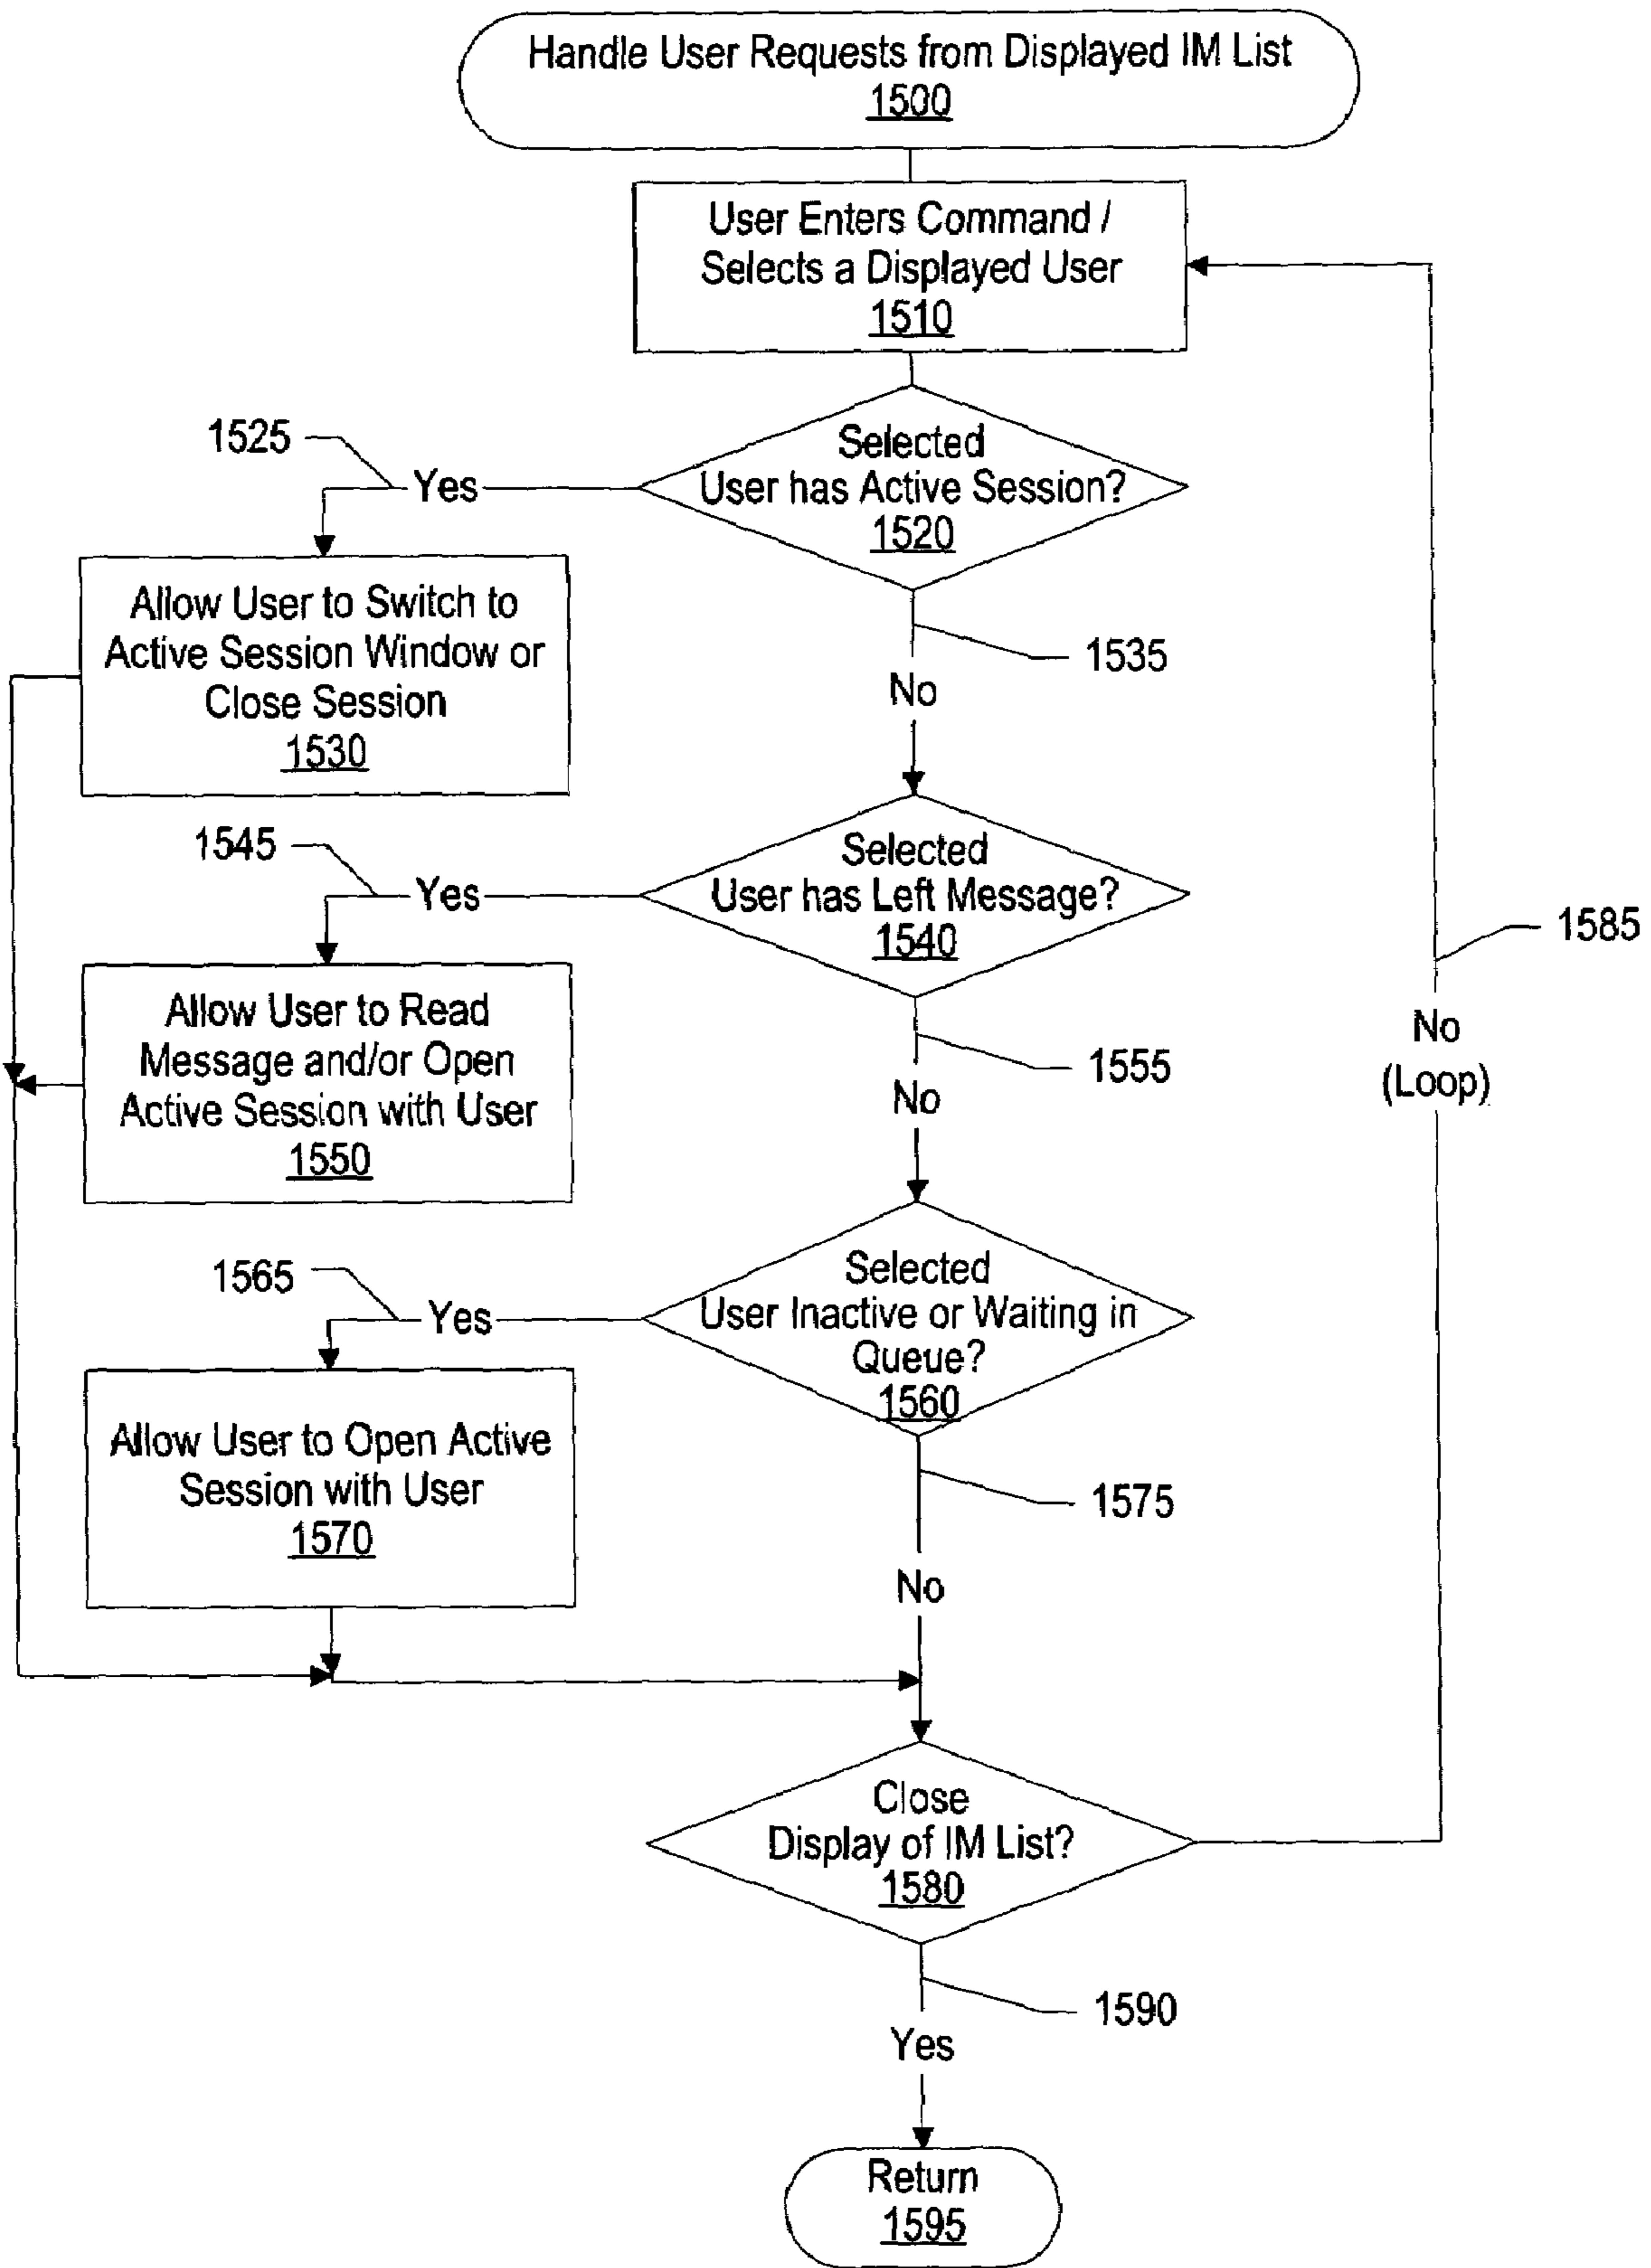 Handle User Requests from Displayed IM List
1500
User Enters Command /
Selects a Displayed User
1510
Selected
User has Active Session?
1520
1525
Yes
Allow User to Switch to
Active Session Window or
Close Session
1530
1535
No
Selected
User has Left Message?
1540
1545
Yes
Allow User to Read
Message and/or Open
Active Session with User
1550
1555
No
Selected
User Inactive or Waiting in
Queue?
1560
1565
Yes
Allow User to Open Active
Session with User
1570
1575
No
Close
Display of IM List?
1580
1585
No
(Loop)
1590
Yes
Return
1595